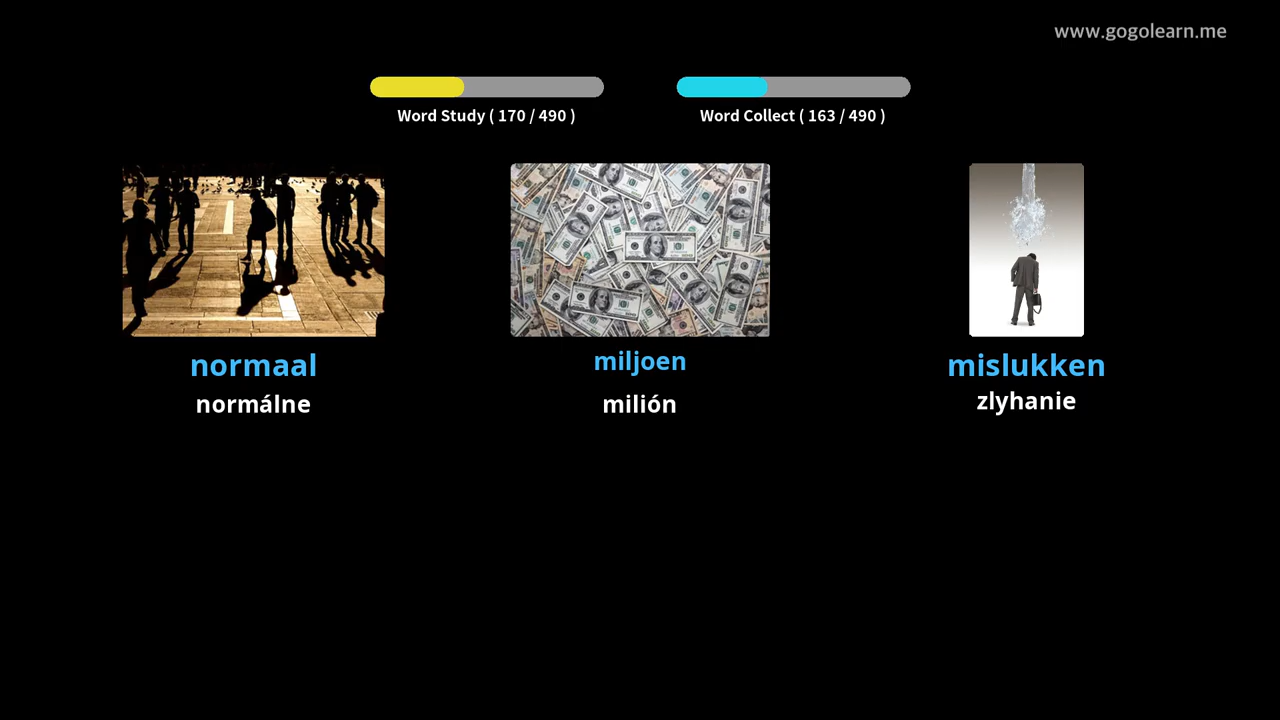 www.gogolearn.me
Word Study ( 170 / 490 )
Word Collect ( 163 / 490 )
normaal
normálne
miljoen
milión
mislukken
zlyhanie